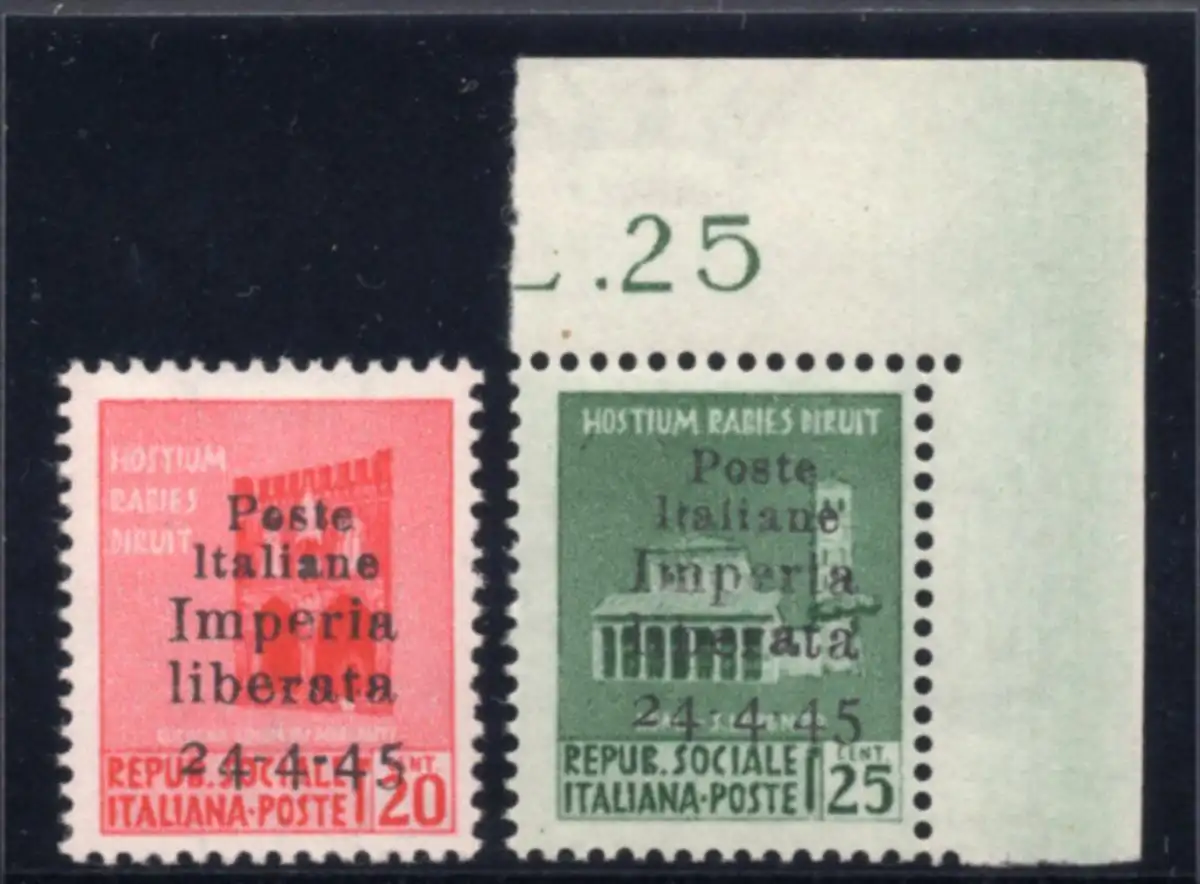 HOSTIUM
RABIES
DIRUIT
Poste
Italiane
Imperia
liberata
24-4-45
REPUB. SOCIALE
ITALIANA·POSTE
CENT.
20
L.25
HOSTIUM RABIES DIRUIT
Poste
Italiane
Imperia
liberata
24-4-45
REPUB. SOCIALE
ITALIANA·POSTE
CENT.
25